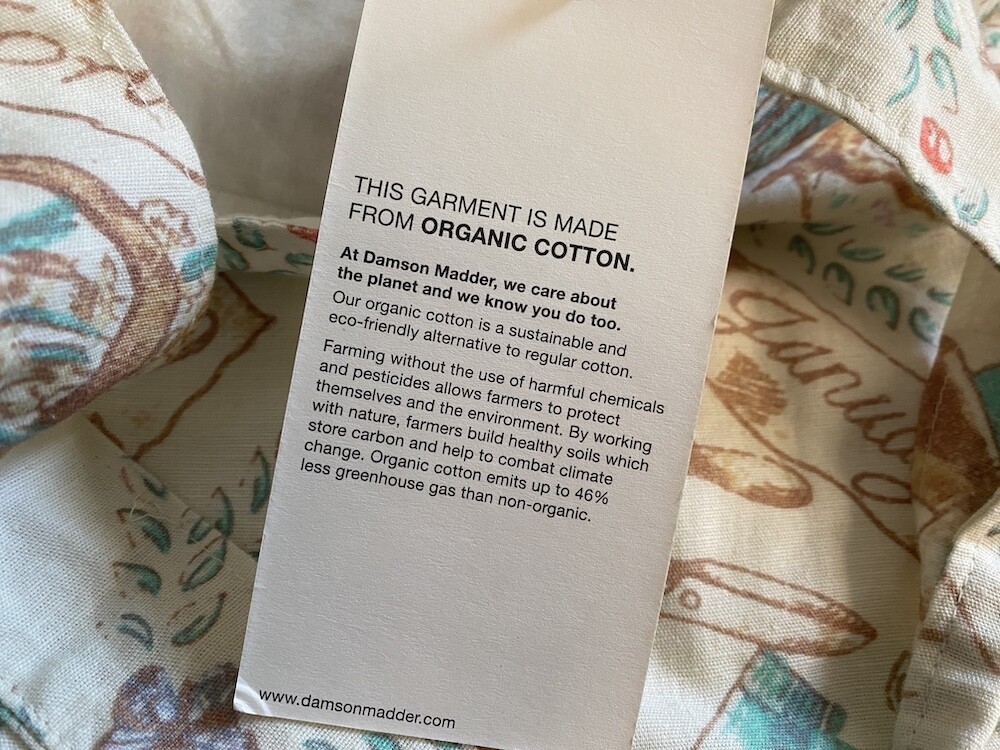 THIS GARMENT IS MADE
FROM ORGANIC COTTON.
At Damson Madder, we care about
the planet and we know you do too.
Our organic cotton is a sustainable and
eco-friendly alternative to regular cotton.
Farming without the use of harmful chemicals
and pesticides allows farmers to protect
themselves and the environment. By working
with nature, farmers build healthy soils which
store carbon and help to combat climate
change. Organic cotton emits up to 46%
less greenhouse gas than non-organic.
www.damsonmadder.com